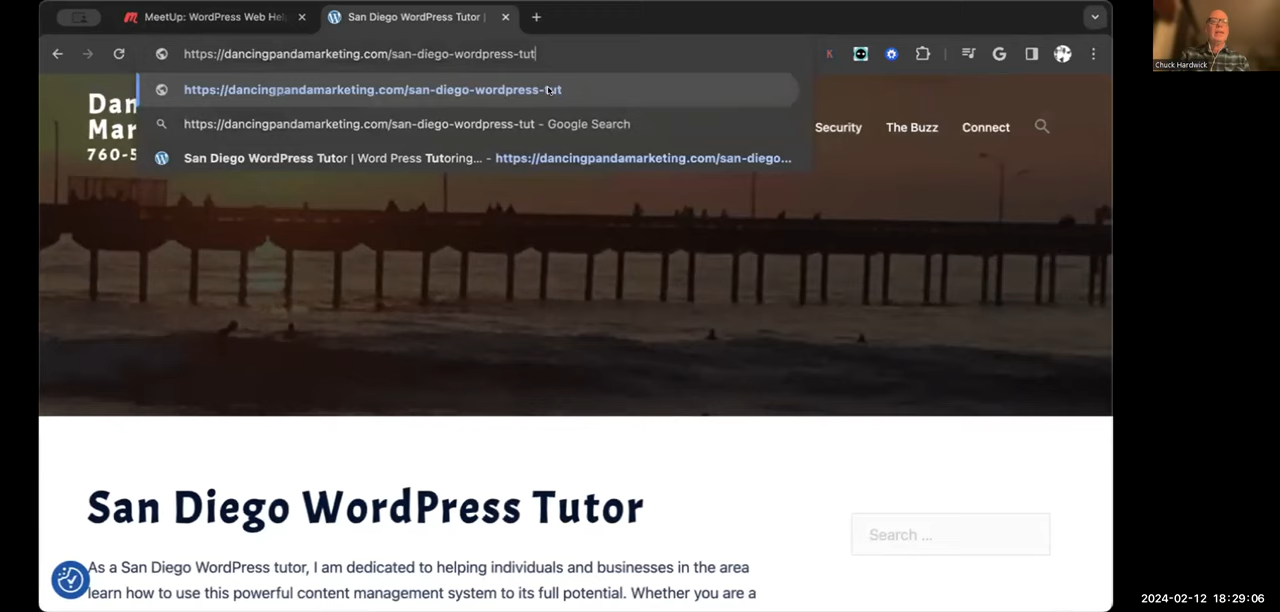 MeetUp: WordPress Web Hel
San Diego WordPress Tutor |
https://dancingpandamarketing.com/san-diego-wordpress-tut
https://dancingpandamarketing.com/san-diego-wordpress-tut
https://dancingpandamarketing.com/san-diego-wordpress-tut - Google Search
San Diego WordPress Tutor | Word Press Tutoring... - https://dancingpandamarketing.com/san-diego...
Dan
Mar
760-5
Security
The Buzz
Connect
San Diego WordPress Tutor
Search ...
As a San Diego WordPress tutor, I am dedicated to helping individuals and businesses in the area
learn how to use this powerful content management system to its full potential. Whether you are a
Chuck Hardwick
2024-02-12 18:29:06